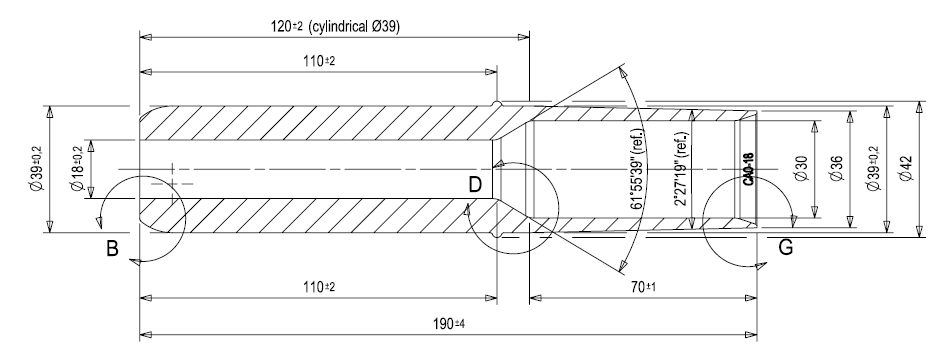 120±2 (cylindrical Ø39)
110±2
Ø39±0,2
Ø18±0,2
B
D
61°55'39" (ref.)
2°27'19" (ref.)
CAO-18
Ø30
Ø36
Ø39±0,2
Ø42
G
110±2
70±1
190±4